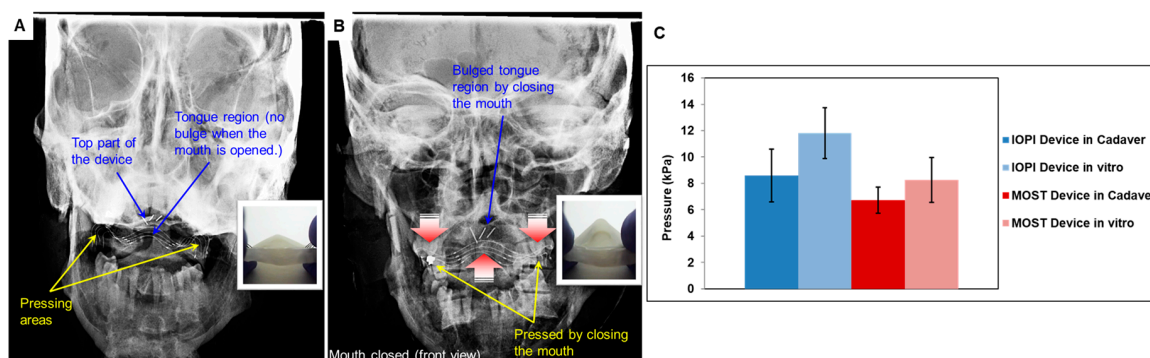 A
Top part of
the device
Tongue region (no
bulge when the
mouth is opened.)
Pressing
areas
B
Bulged tongue
region by closing
the mouth
Pressed by closing
the mouth
Mouth closed (front view)
C
Pressure (kPa)
16
14
12
10
8
6
4
2
0
IOPI Device in Cadaver
IOPI Device in vitro
MOST Device in Cadave
MOST Device in vitro